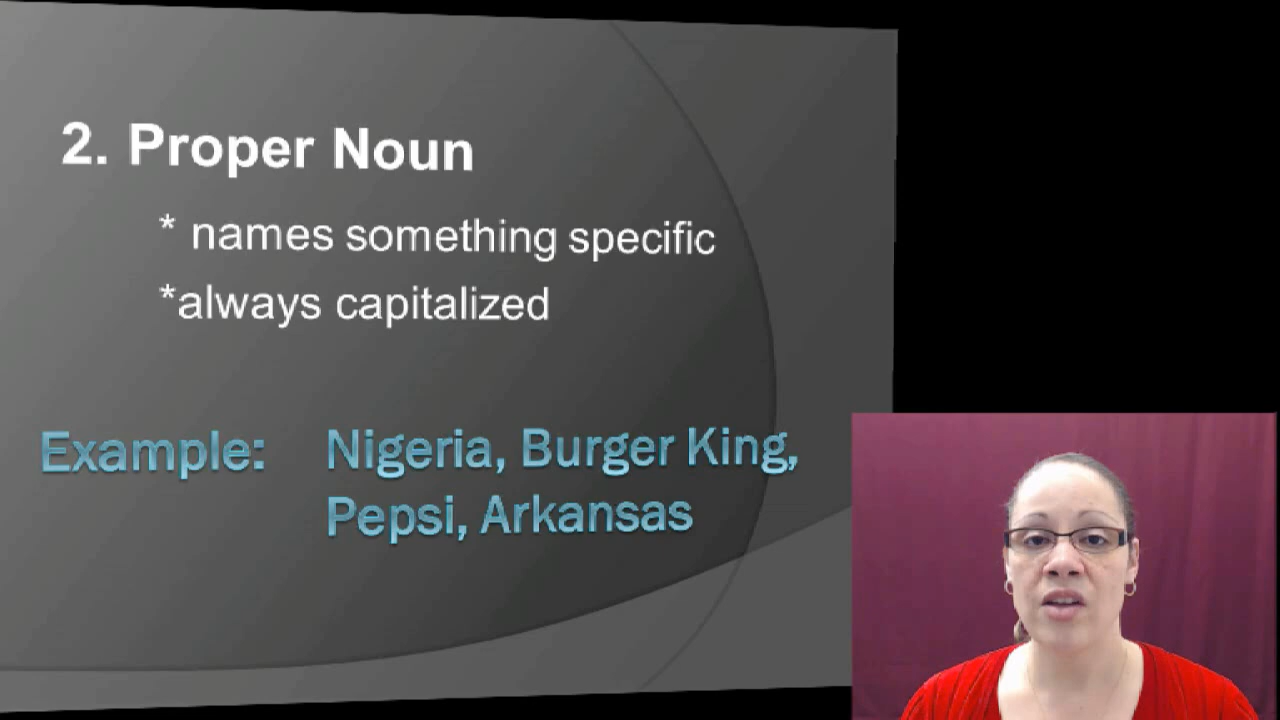 2. Proper Noun
* names something specific
*always capitalized
Example: Nigeria, Burger King,
Pepsi, Arkansas